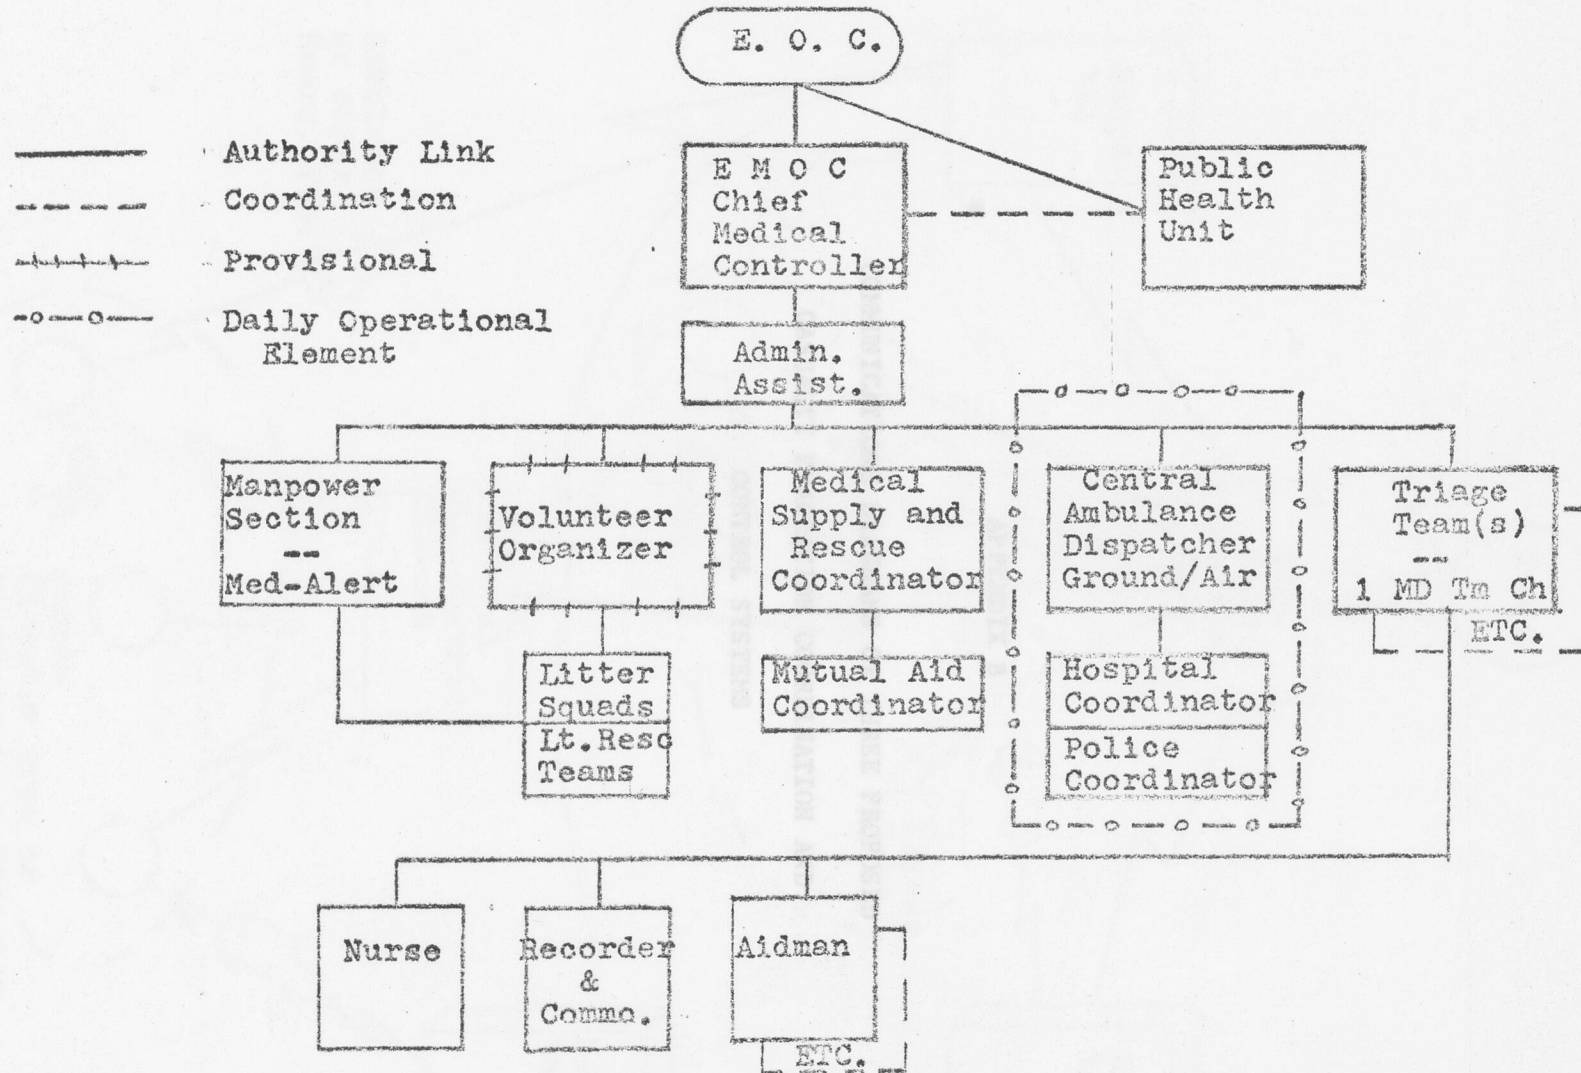 E. O. C.
Authority Link
Coordination
Provisional
Daily Operational
Element
E M O C
Chief
Medical
Controller
Public
Health
Unit
Admin.
Assist.
Manpower
Section
--
Med-Alert
Volunteer
Organizer
Medical
Supply and
Rescue
Coordinator
Central
Ambulance
Dispatcher
Ground/Air
Triage
Team(s)
--
1 MD Tm Ch
ETC.
Litter
Squads
Lt.Resc
Teams
Mutual Aid
Coordinator
Hospital
Coordinator
Police
Coordinator
Nurse
Recorder
&
Commo.
Aidman
ETC.